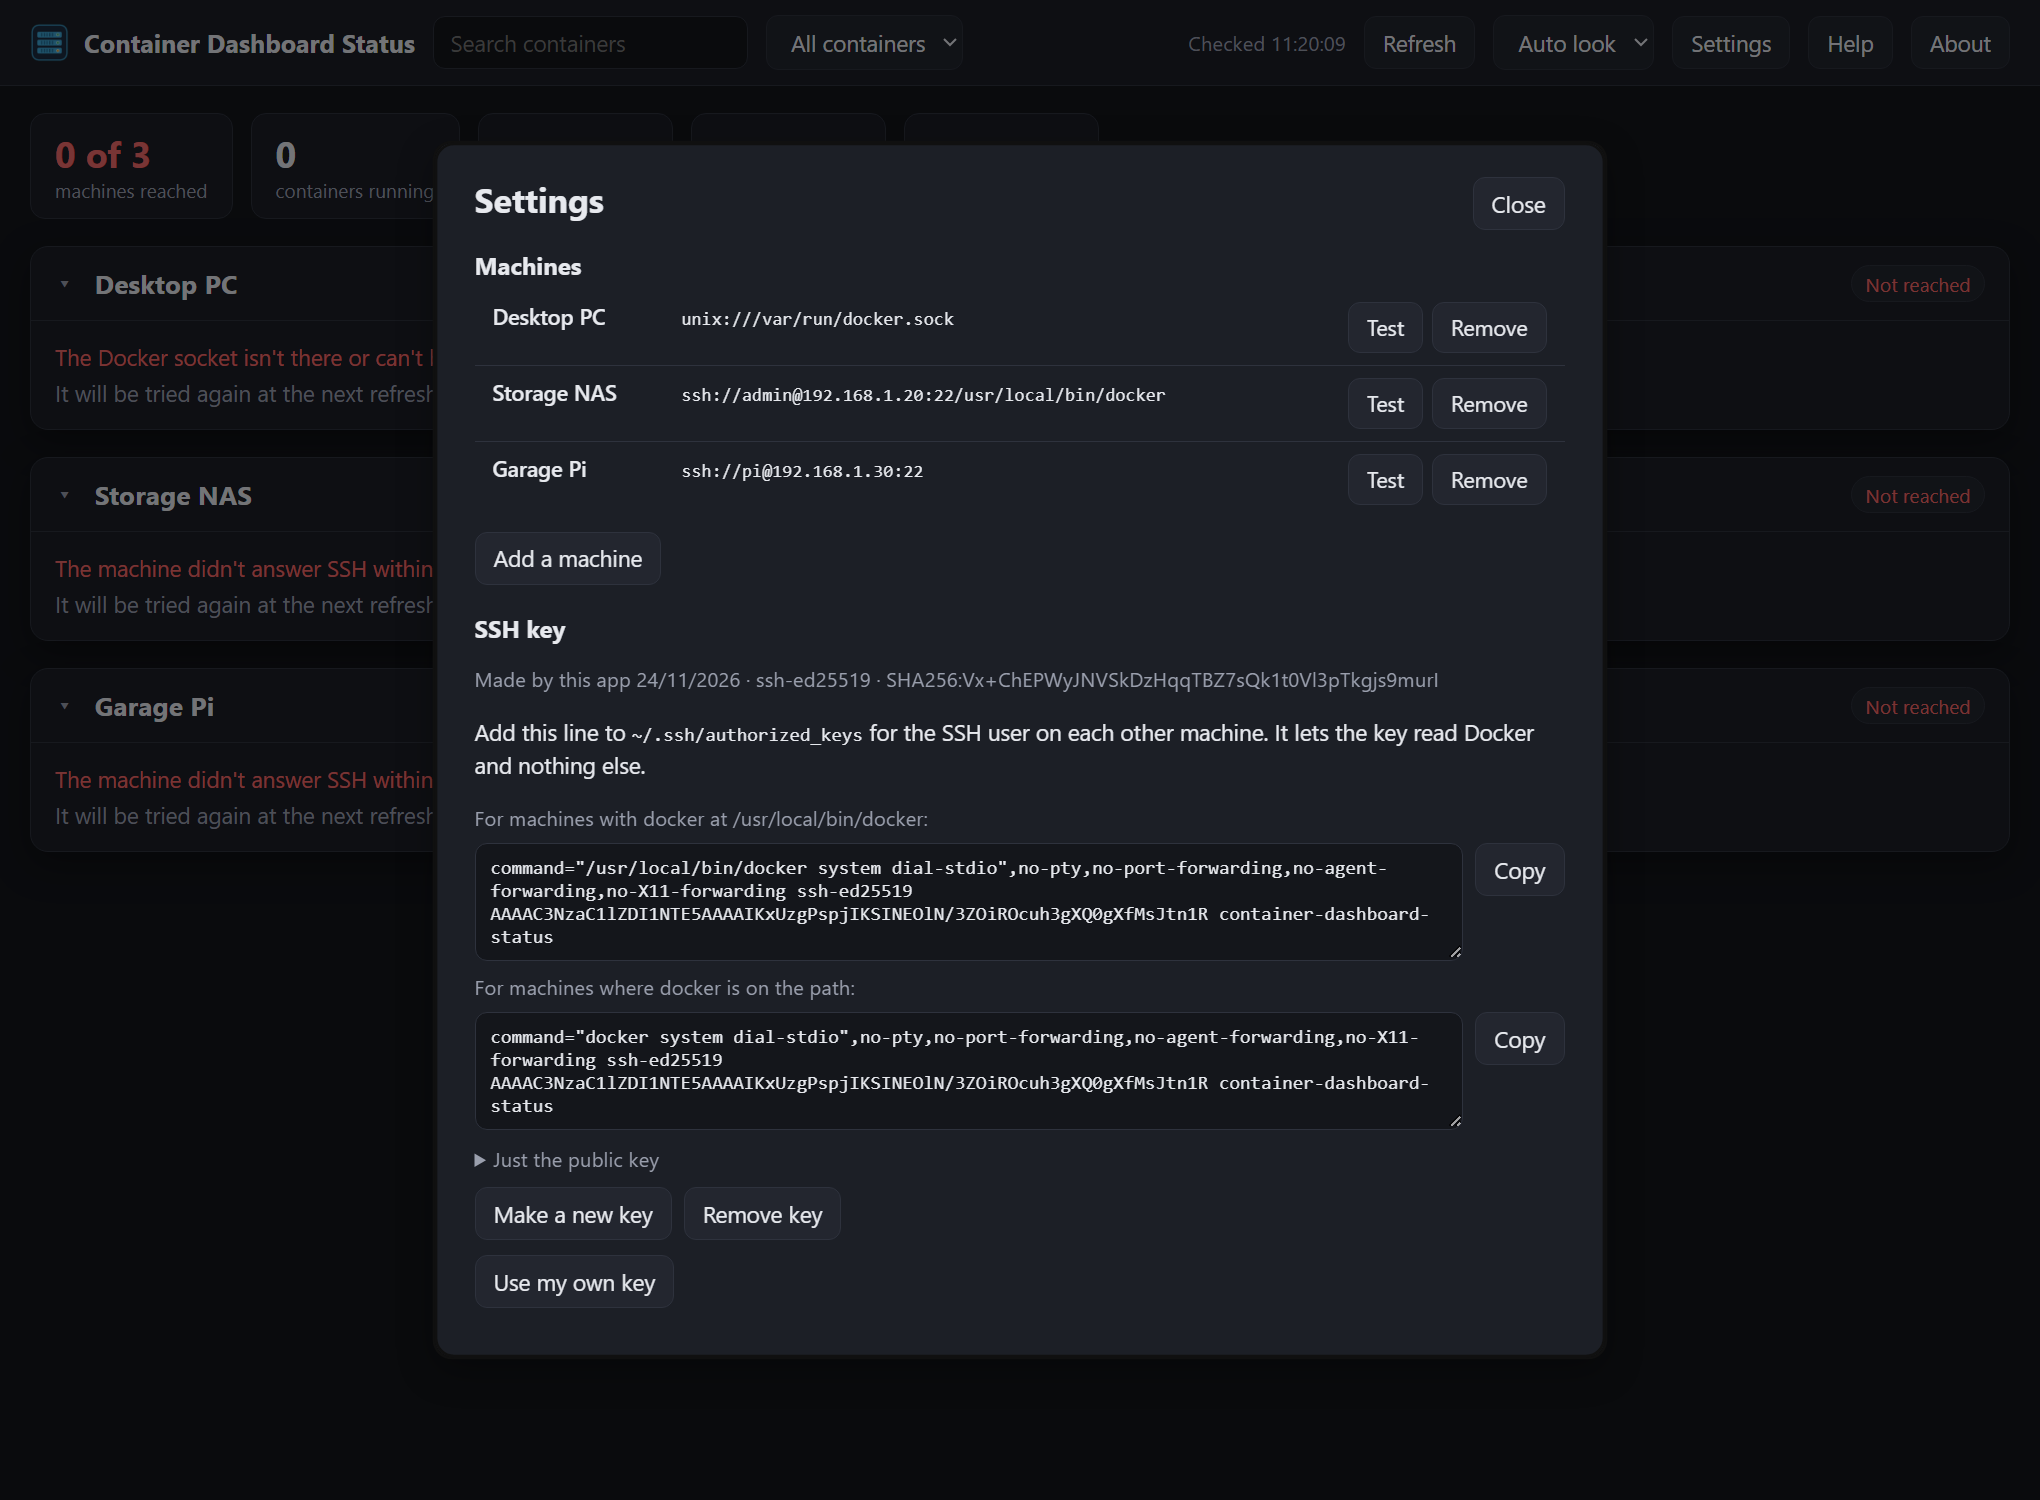 Container Dashboard Status
Search containers
All containers
Checked 11:20:09
Refresh
Auto look
Settings
Help
About
0 of 3
machines reached
0
containers running
Desktop PC
Not reached
The Docker socket isn't there or can't
It will be tried again at the next refresh
Storage NAS
Not reached
The machine didn't answer SSH within
It will be tried again at the next refresh
Garage Pi
Not reached
The machine didn't answer SSH within
It will be tried again at the next refresh
Settings
Close
Machines
Desktop PC
unix:///var/run/docker.sock
Test
Remove
Storage NAS
ssh://admin@192.168.1.20:22/usr/local/bin/docker
Test
Remove
Garage Pi
ssh://pi@192.168.1.30:22
Test
Remove
Add a machine
SSH key
Made by this app 24/11/2026 · ssh-ed25519 · SHA256:Vx+ChEPWyJNVSkDzHqqTBZ7sQk1t0Vl3pTkgjs9murI
Add this line to ~/.ssh/authorized_keys for the SSH user on each other machine. It lets the key read Docker
and nothing else.
For machines with docker at /usr/local/bin/docker:
command="/usr/local/bin/docker system dial-stdio",no-pty,no-port-forwarding,no-agent-
forwarding,no-X11-forwarding ssh-ed25519
AAAAC3NzaC1lZDI1NTE5AAAAIKxUzgPspjIKSINEOlN/3ZOiROcuh3gXQ0gXfMsJtn1R container-dashboard-
status
Copy
For machines where docker is on the path:
command="docker system dial-stdio",no-pty,no-port-forwarding,no-agent-forwarding,no-X11-
forwarding ssh-ed25519
AAAAC3NzaC1lZDI1NTE5AAAAIKxUzgPspjIKSINEOlN/3ZOiROcuh3gXQ0gXfMsJtn1R container-dashboard-
status
Copy
Just the public key
Make a new key
Remove key
Use my own key